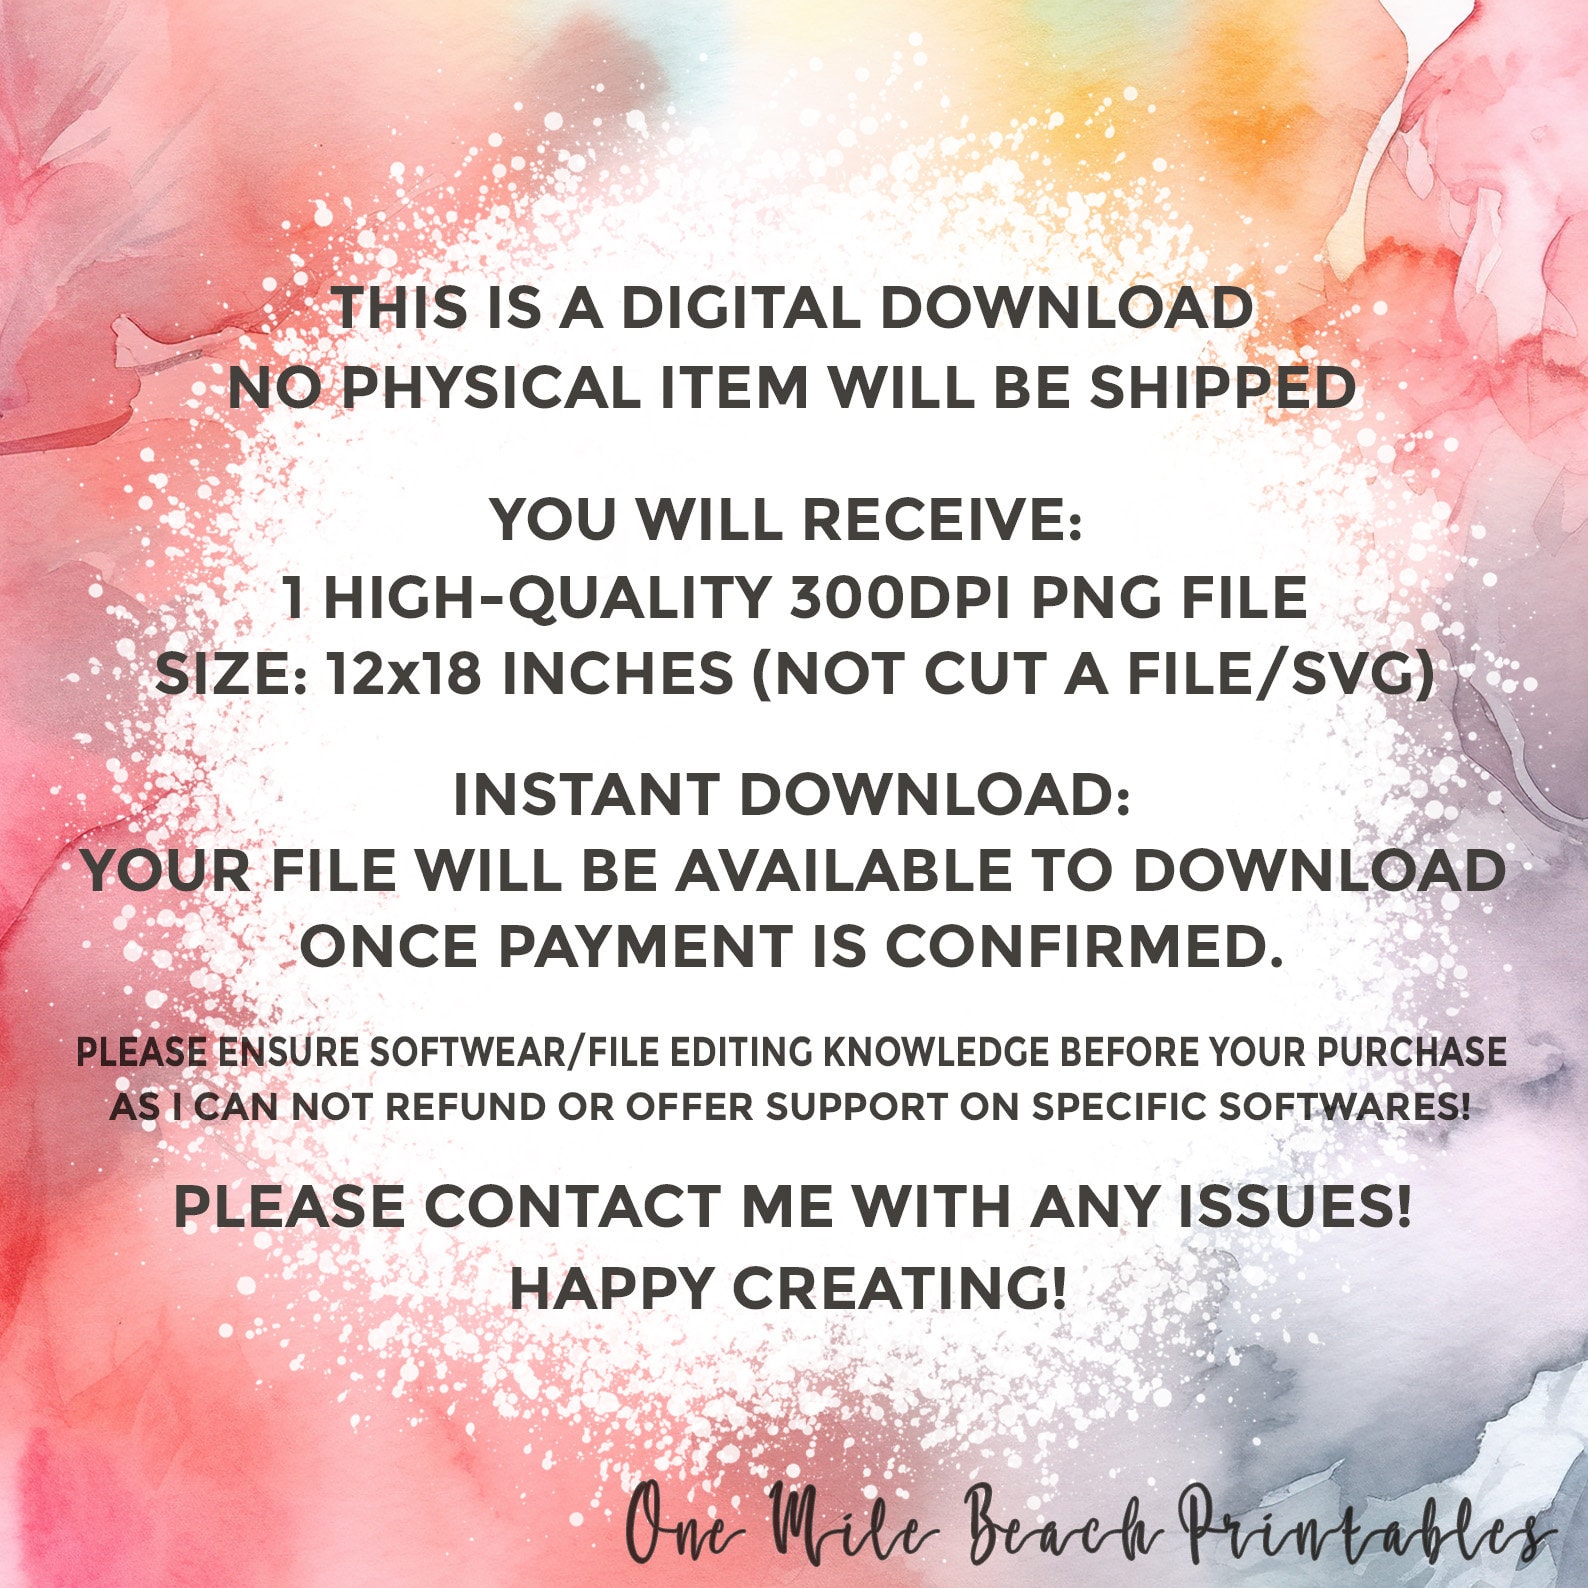 THIS IS A DIGITAL DOWNLOAD
NO PHYSICAL ITEM WILL BE SHIPPED
YOU WILL RECEIVE:
1 HIGH-QUALITY 300DPI PNG FILE
SIZE: 12x18 INCHES (NOT CUT A FILE/SVG)
INSTANT DOWNLOAD:
YOUR FILE WILL BE AVAILABLE TO DOWNLOAD
ONCE PAYMENT IS CONFIRMED.
PLEASE ENSURE SOFTWEAR/FILE EDITING KNOWLEDGE BEFORE YOUR PURCHASE
AS I CAN NOT REFUND OR OFFER SUPPORT ON SPECIFIC SOFTWARES!
PLEASE CONTACT ME WITH ANY ISSUES!
HAPPY CREATING!
One Mile Beach Printables